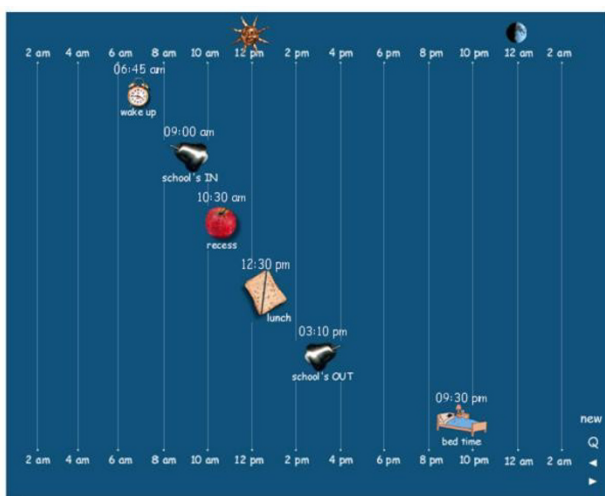 2 am 4 am 6 am 8 am 10 am 12 pm 2 pm 4 pm 6 pm 8 pm 10 pm 12 am 2 am
06:45 am
wake up
09:00 am
school's IN
10:30 am
recess
12:30 pm
lunch
03:10 pm
school's OUT
09:30 pm
bed time
new
Q
2 am 4 am 6 am 8 am 10 am 12 pm 2 pm 4 pm 6 pm 8 pm 10 pm 12 am 2 am